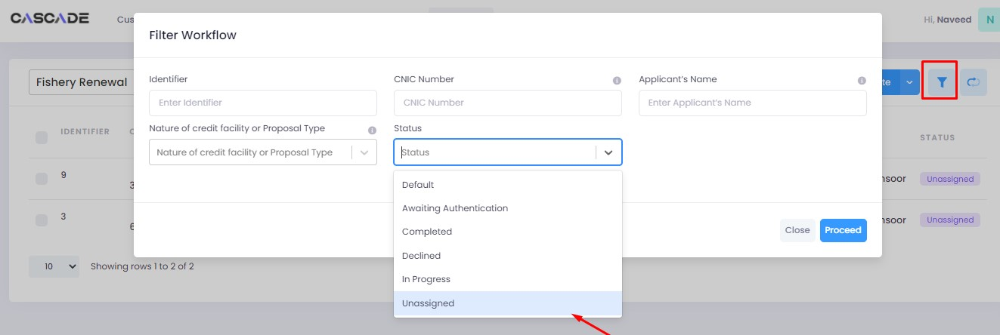 CASCADE
Cus
Hi, Naveed
N
Filter Workflow
Fishery Renewal
te
Identifier
CNIC Number
Applicant's Name
Enter Identifier
CNIC Number
Enter Applicant's Name
Nature of credit facility or Proposal Type
Status
Nature of credit facility or Proposal Type
Status
IDENTIFIER
C
STATUS
Default
Awaiting Authentication
Completed
Declined
In Progress
Unassigned
9
3
nsoor
Unassigned
3
6
nsoor
Unassigned
Close
Proceed
10
Showing rows 1 to 2 of 2